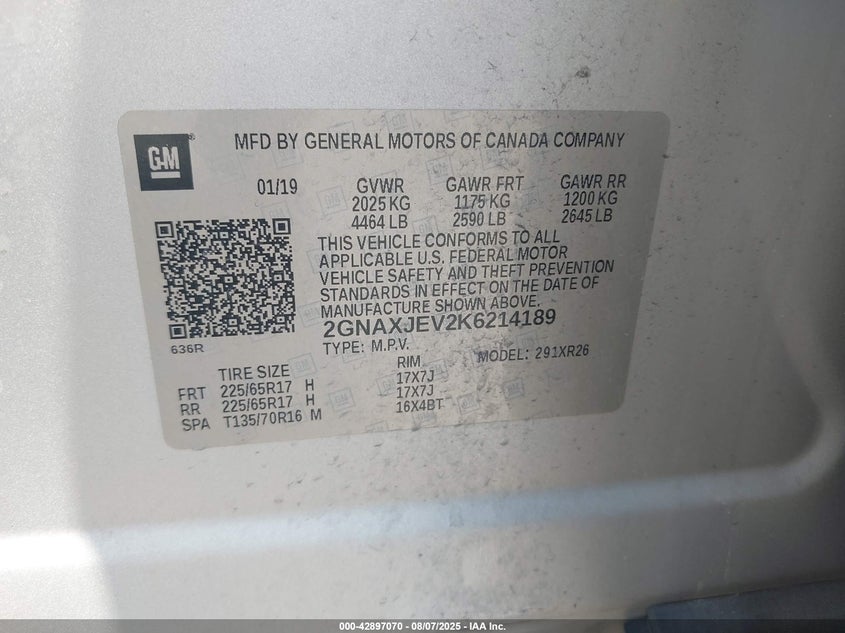 GM ®
MFD BY GENERAL MOTORS OF CANADA COMPANY
01/19 GVWR GAWR FRT GAWR RR
2025 KG 1175 KG 1200 KG
4464 LB 2590 LB 2645 LB
THIS VEHICLE CONFORMS TO ALL
APPLICABLE U.S. FEDERAL MOTOR
VEHICLE SAFETY AND THEFT PREVENTION
STANDARDS IN EFFECT ON THE DATE OF
MANUFACTURE SHOWN ABOVE.
2GNAXJEV2K6214189
636R
TYPE: M.P.V. MODEL: 291XR26
TIRE SIZE RIM
FRT 225/65R17 H 17X7J
RR 225/65R17 H 17X7J
SPA T135/70R16 M 16X4BT
000-42897070 - 08/07/2025 - IAA Inc.